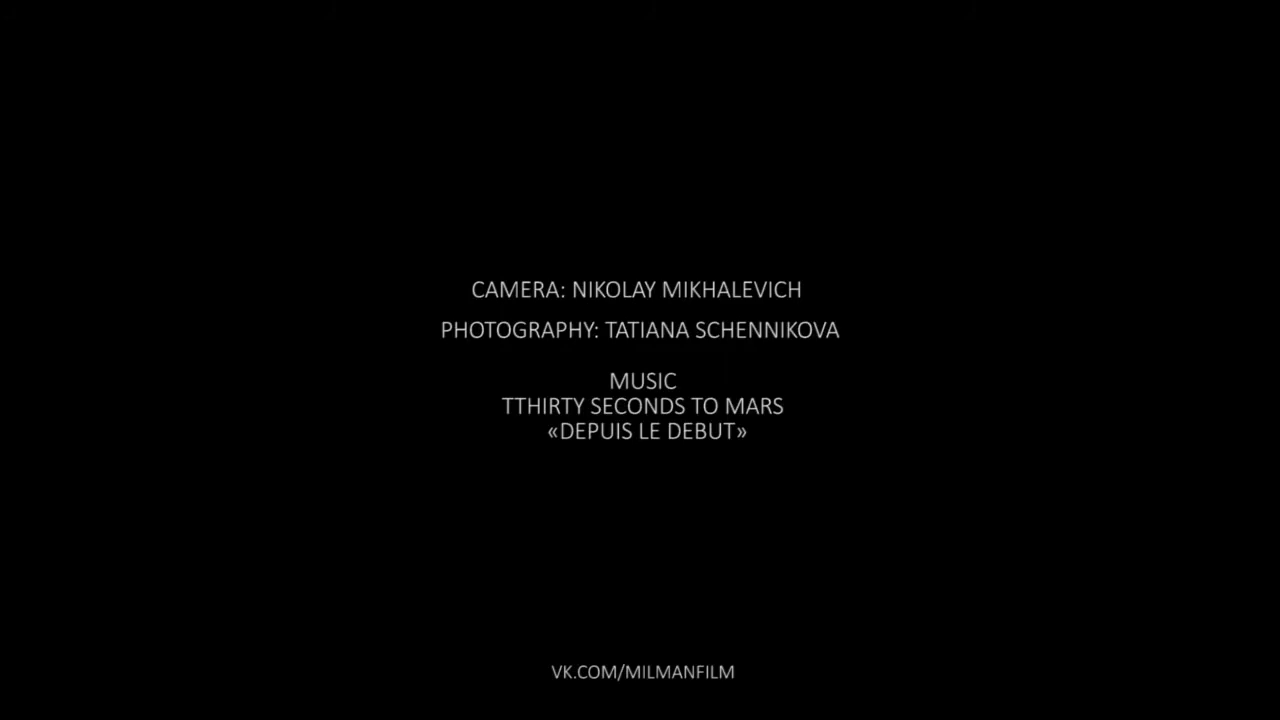 CAMERA: NIKOLAY MIKHALEVICH
PHOTOGRAPHY: TATIANA SCHENNIKOVA
MUSIC
TTHIRTY SECONDS TO MARS
«DEPUIS LE DEBUT»
VK.COM/MILMANFILM